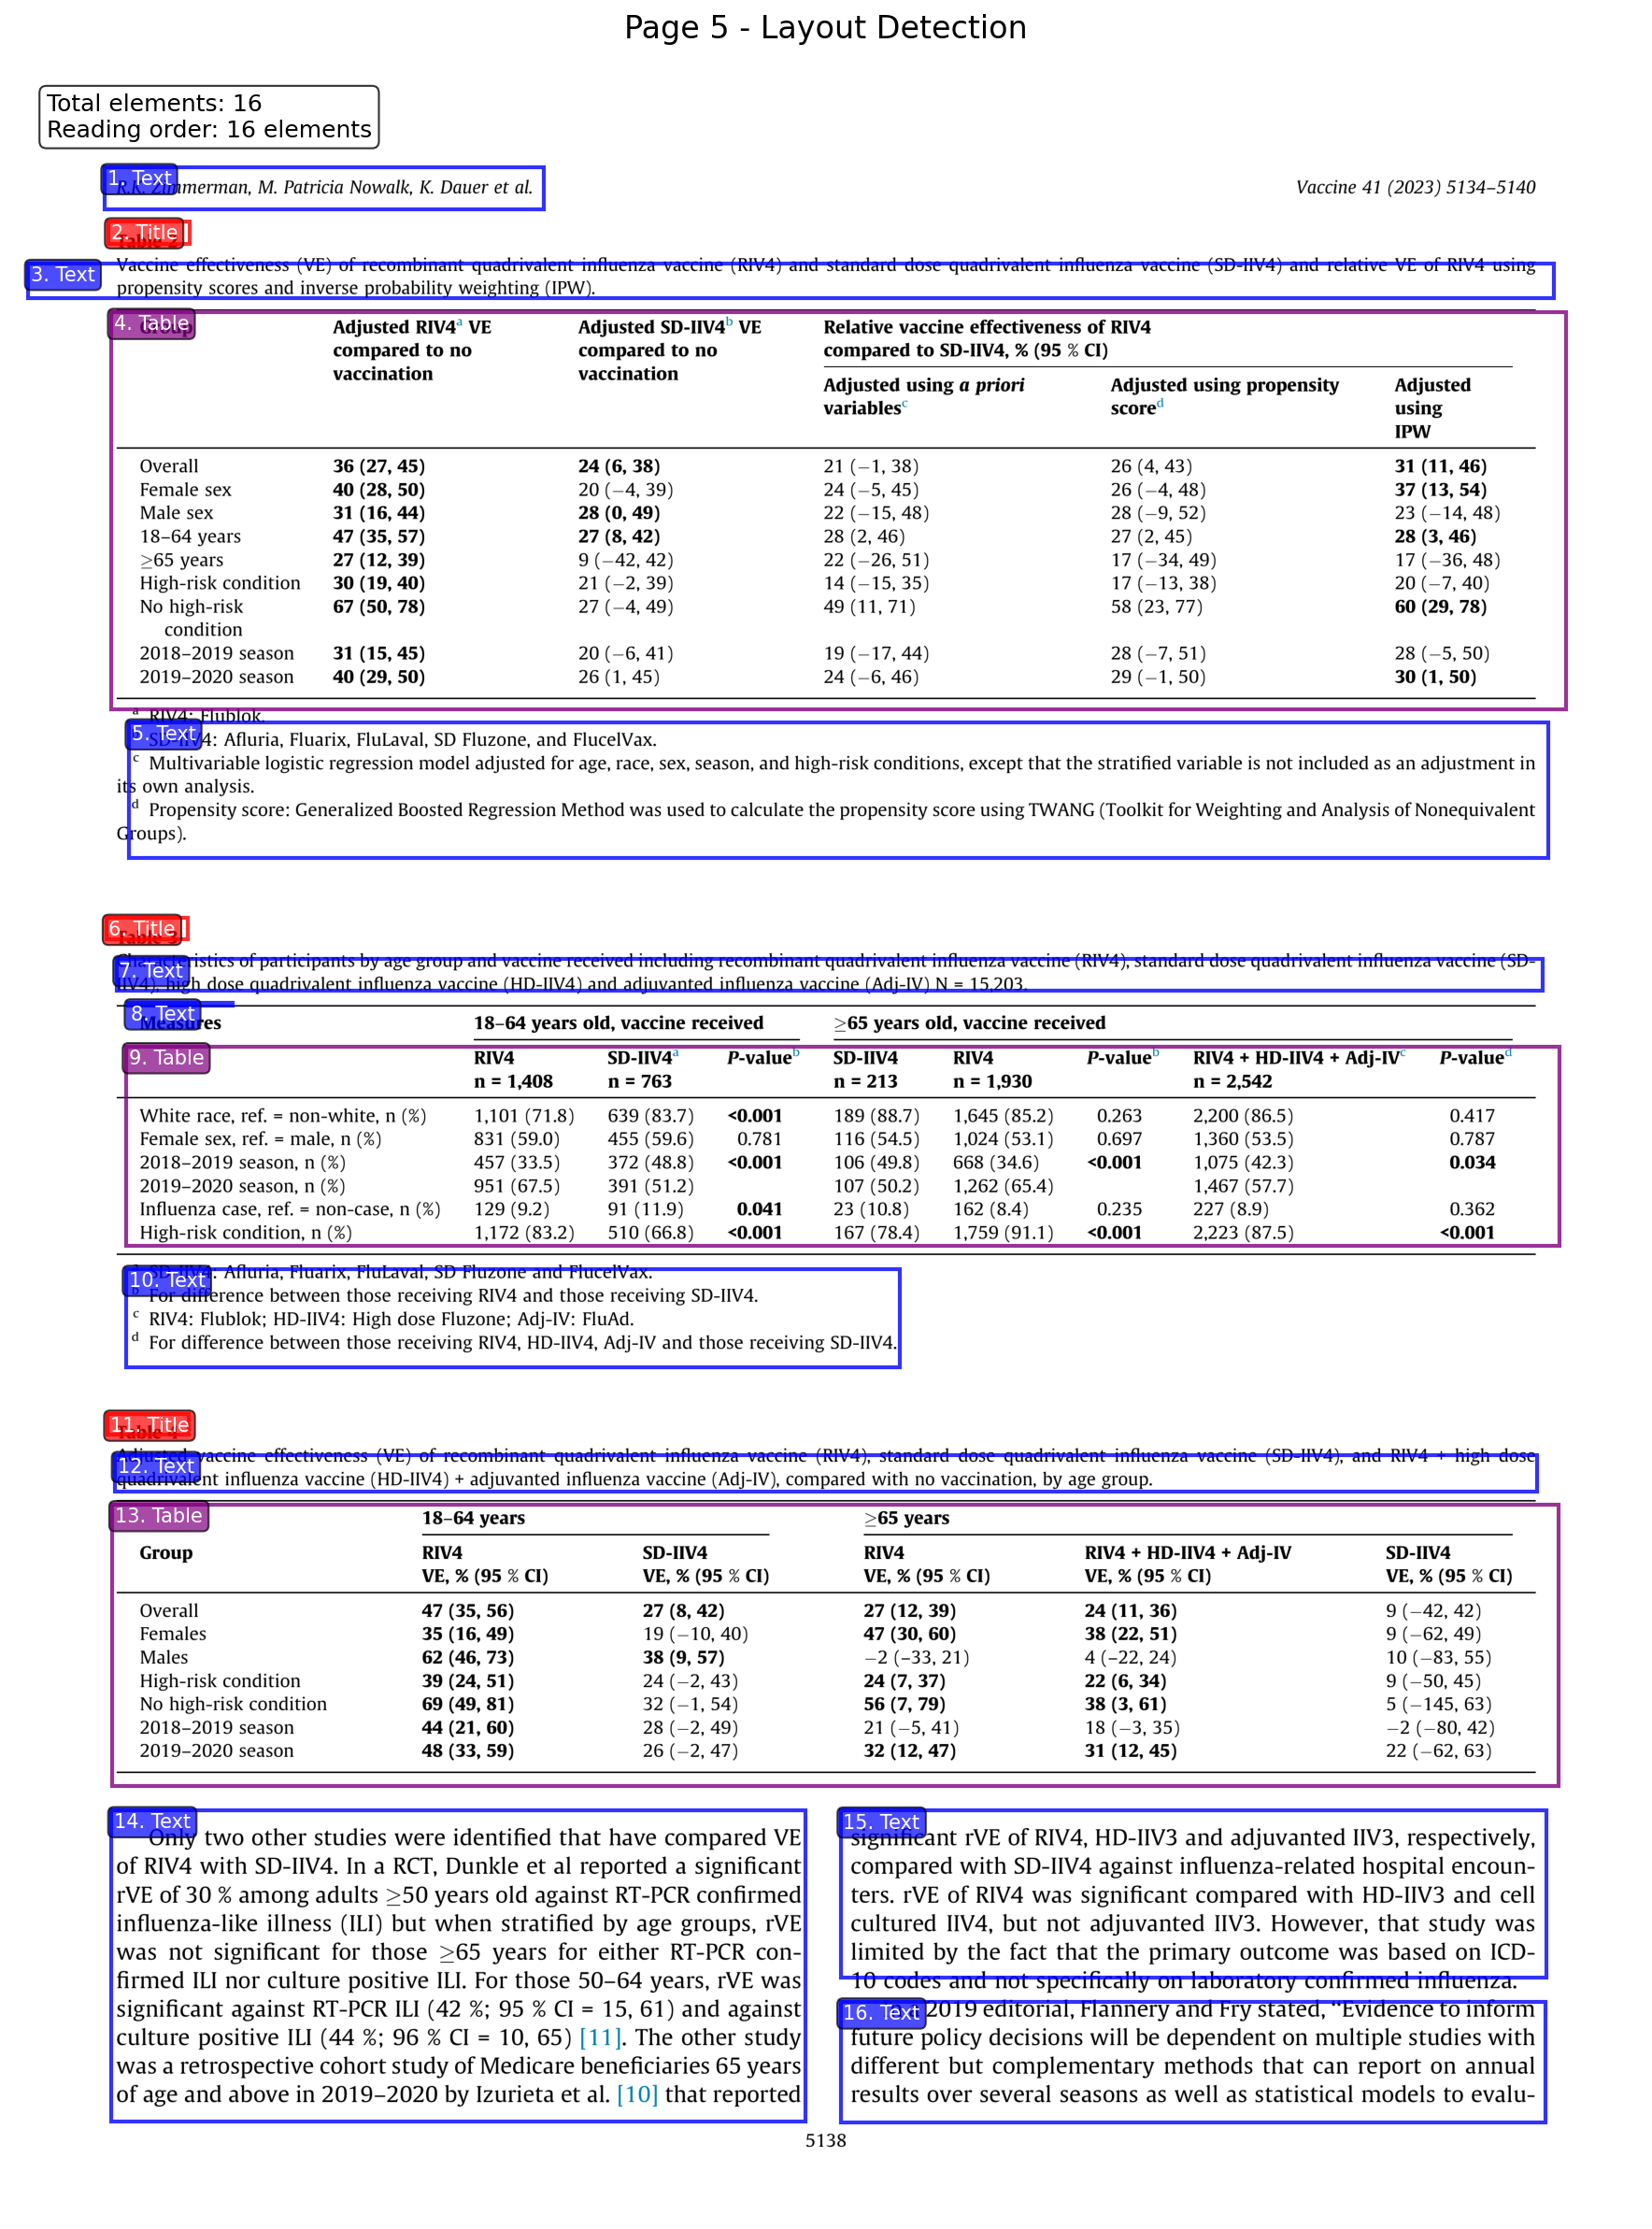 Page 5 - Layout Detection
Total elements: 16
Reading order: 16 elements
1. Text
R.K. Zimmerman, M. Patricia Nowalk, K. Dauer et al. Vaccine 41 (2023) 5134–5140
2. Title
Table 2
3. Text
Vaccine effectiveness (VE) of recombinant quadrivalent influenza vaccine (RIV4) and standard dose quadrivalent influenza vaccine (SD-IIV4) and relative VE of RIV4 using
propensity scores and inverse probability weighting (IPW).
4. Table
Group Adjusted RIV4a VE Adjusted SD-IIV4b VE Relative vaccine effectiveness of RIV4
compared to no compared to no compared to SD-IIV4, % (95 % CI)
vaccination vaccination
Adjusted using a priori Adjusted using propensity Adjusted
variablesc scored using
IPW
Overall 36 (27, 45) 24 (6, 38) 21 (−1, 38) 26 (4, 43) 31 (11, 46)
Female sex 40 (28, 50) 20 (−4, 39) 24 (−5, 45) 26 (−4, 48) 37 (13, 54)
Male sex 31 (16, 44) 28 (0, 49) 22 (−15, 48) 28 (−9, 52) 23 (−14, 48)
18–64 years 47 (35, 57) 27 (8, 42) 28 (2, 46) 27 (2, 45) 28 (3, 46)
≥65 years 27 (12, 39) 9 (−42, 42) 22 (−26, 51) 17 (−34, 49) 17 (−36, 48)
High-risk condition 30 (19, 40) 21 (−2, 39) 14 (−15, 35) 17 (−13, 38) 20 (−7, 40)
No high-risk 67 (50, 78) 27 (−4, 49) 49 (11, 71) 58 (23, 77) 60 (29, 78)
condition
2018–2019 season 31 (15, 45) 20 (−6, 41) 19 (−17, 44) 28 (−7, 51) 28 (−5, 50)
2019–2020 season 40 (29, 50) 26 (1, 45) 24 (−6, 46) 29 (−1, 50) 30 (1, 50)
a RIV4: Flublok.
5. Text
SD-IIV4: Afluria, Fluarix, FluLaval, SD Fluzone, and FlucelVax.
c Multivariable logistic regression model adjusted for age, race, sex, season, and high-risk conditions, except that the stratified variable is not included as an adjustment in
its own analysis.
d Propensity score: Generalized Boosted Regression Method was used to calculate the propensity score using TWANG (Toolkit for Weighting and Analysis of Nonequivalent
Groups).
6. Title
Table 3
7. Text
Characteristics of participants by age group and vaccine received including recombinant quadrivalent influenza vaccine (RIV4), standard dose quadrivalent influenza vaccine (SD-
IIV4), high dose quadrivalent influenza vaccine (HD-IIV4) and adjuvanted influenza vaccine (Adj-IV) N = 15,203.
8. Text
Measures 18–64 years old, vaccine received ≥65 years old, vaccine received
9. Table
RIV4 SD-IIV4a P-valueb SD-IIV4 RIV4 P-valueb RIV4 + HD-IIV4 + Adj-IVc P-valued
n = 1,408 n = 763 n = 213 n = 1,930 n = 2,542
White race, ref. = non-white, n (%) 1,101 (71.8) 639 (83.7) <0.001 189 (88.7) 1,645 (85.2) 0.263 2,200 (86.5) 0.417
Female sex, ref. = male, n (%) 831 (59.0) 455 (59.6) 0.781 116 (54.5) 1,024 (53.1) 0.697 1,360 (53.5) 0.787
2018–2019 season, n (%) 457 (33.5) 372 (48.8) <0.001 106 (49.8) 668 (34.6) <0.001 1,075 (42.3) 0.034
2019–2020 season, n (%) 951 (67.5) 391 (51.2) 107 (50.2) 1,262 (65.4) 1,467 (57.7)
Influenza case, ref. = non-case, n (%) 129 (9.2) 91 (11.9) 0.041 23 (10.8) 162 (8.4) 0.235 227 (8.9) 0.362
High-risk condition, n (%) 1,172 (83.2) 510 (66.8) <0.001 167 (78.4) 1,759 (91.1) <0.001 2,223 (87.5) <0.001
10. Text
SD-IIV4: Afluria, Fluarix, FluLaval, SD Fluzone and FlucelVax.
b For difference between those receiving RIV4 and those receiving SD-IIV4.
c RIV4: Flublok; HD-IIV4: High dose Fluzone; Adj-IV: FluAd.
d For difference between those receiving RIV4, HD-IIV4, Adj-IV and those receiving SD-IIV4.
11. Title
Table 4
12. Text
Adjusted vaccine effectiveness (VE) of recombinant quadrivalent influenza vaccine (RIV4), standard dose quadrivalent influenza vaccine (SD-IIV4), and RIV4 + high dose
quadrivalent influenza vaccine (HD-IIV4) + adjuvanted influenza vaccine (Adj-IV), compared with no vaccination, by age group.
13. Table
18–64 years ≥65 years
Group RIV4 SD-IIV4 RIV4 RIV4 + HD-IIV4 + Adj-IV SD-IIV4
VE, % (95 % CI) VE, % (95 % CI) VE, % (95 % CI) VE, % (95 % CI) VE, % (95 % CI)
Overall 47 (35, 56) 27 (8, 42) 27 (12, 39) 24 (11, 36) 9 (−42, 42)
Females 35 (16, 49) 19 (−10, 40) 47 (30, 60) 38 (22, 51) 9 (−62, 49)
Males 62 (46, 73) 38 (9, 57) −2 (–33, 21) 4 (–22, 24) 10 (−83, 55)
High-risk condition 39 (24, 51) 24 (−2, 43) 24 (7, 37) 22 (6, 34) 9 (−50, 45)
No high-risk condition 69 (49, 81) 32 (−1, 54) 56 (7, 79) 38 (3, 61) 5 (−145, 63)
2018–2019 season 44 (21, 60) 28 (−2, 49) 21 (−5, 41) 18 (−3, 35) −2 (−80, 42)
2019–2020 season 48 (33, 59) 26 (−2, 47) 32 (12, 47) 31 (12, 45) 22 (−62, 63)
14. Text
Only two other studies were identified that have compared VE
of RIV4 with SD-IIV4. In a RCT, Dunkle et al reported a significant
rVE of 30 % among adults ≥50 years old against RT-PCR confirmed
influenza-like illness (ILI) but when stratified by age groups, rVE
was not significant for those ≥65 years for either RT-PCR con-
firmed ILI nor culture positive ILI. For those 50–64 years, rVE was
significant against RT-PCR ILI (42 %; 95 % CI = 15, 61) and against
culture positive ILI (44 %; 96 % CI = 10, 65) [11]. The other study
was a retrospective cohort study of Medicare beneficiaries 65 years
of age and above in 2019–2020 by Izurieta et al. [10] that reported
15. Text
significant rVE of RIV4, HD-IIV3 and adjuvanted IIV3, respectively,
compared with SD-IIV4 against influenza-related hospital encoun-
ters. rVE of RIV4 was significant compared with HD-IIV3 and cell
cultured IIV4, but not adjuvanted IIV3. However, that study was
limited by the fact that the primary outcome was based on ICD-
10 codes and not specifically on laboratory confirmed influenza.
16. Text
2019 editorial, Flannery and Fry stated, “Evidence to inform
future policy decisions will be dependent on multiple studies with
different but complementary methods that can report on annual
results over several seasons as well as statistical models to evalu-
5138